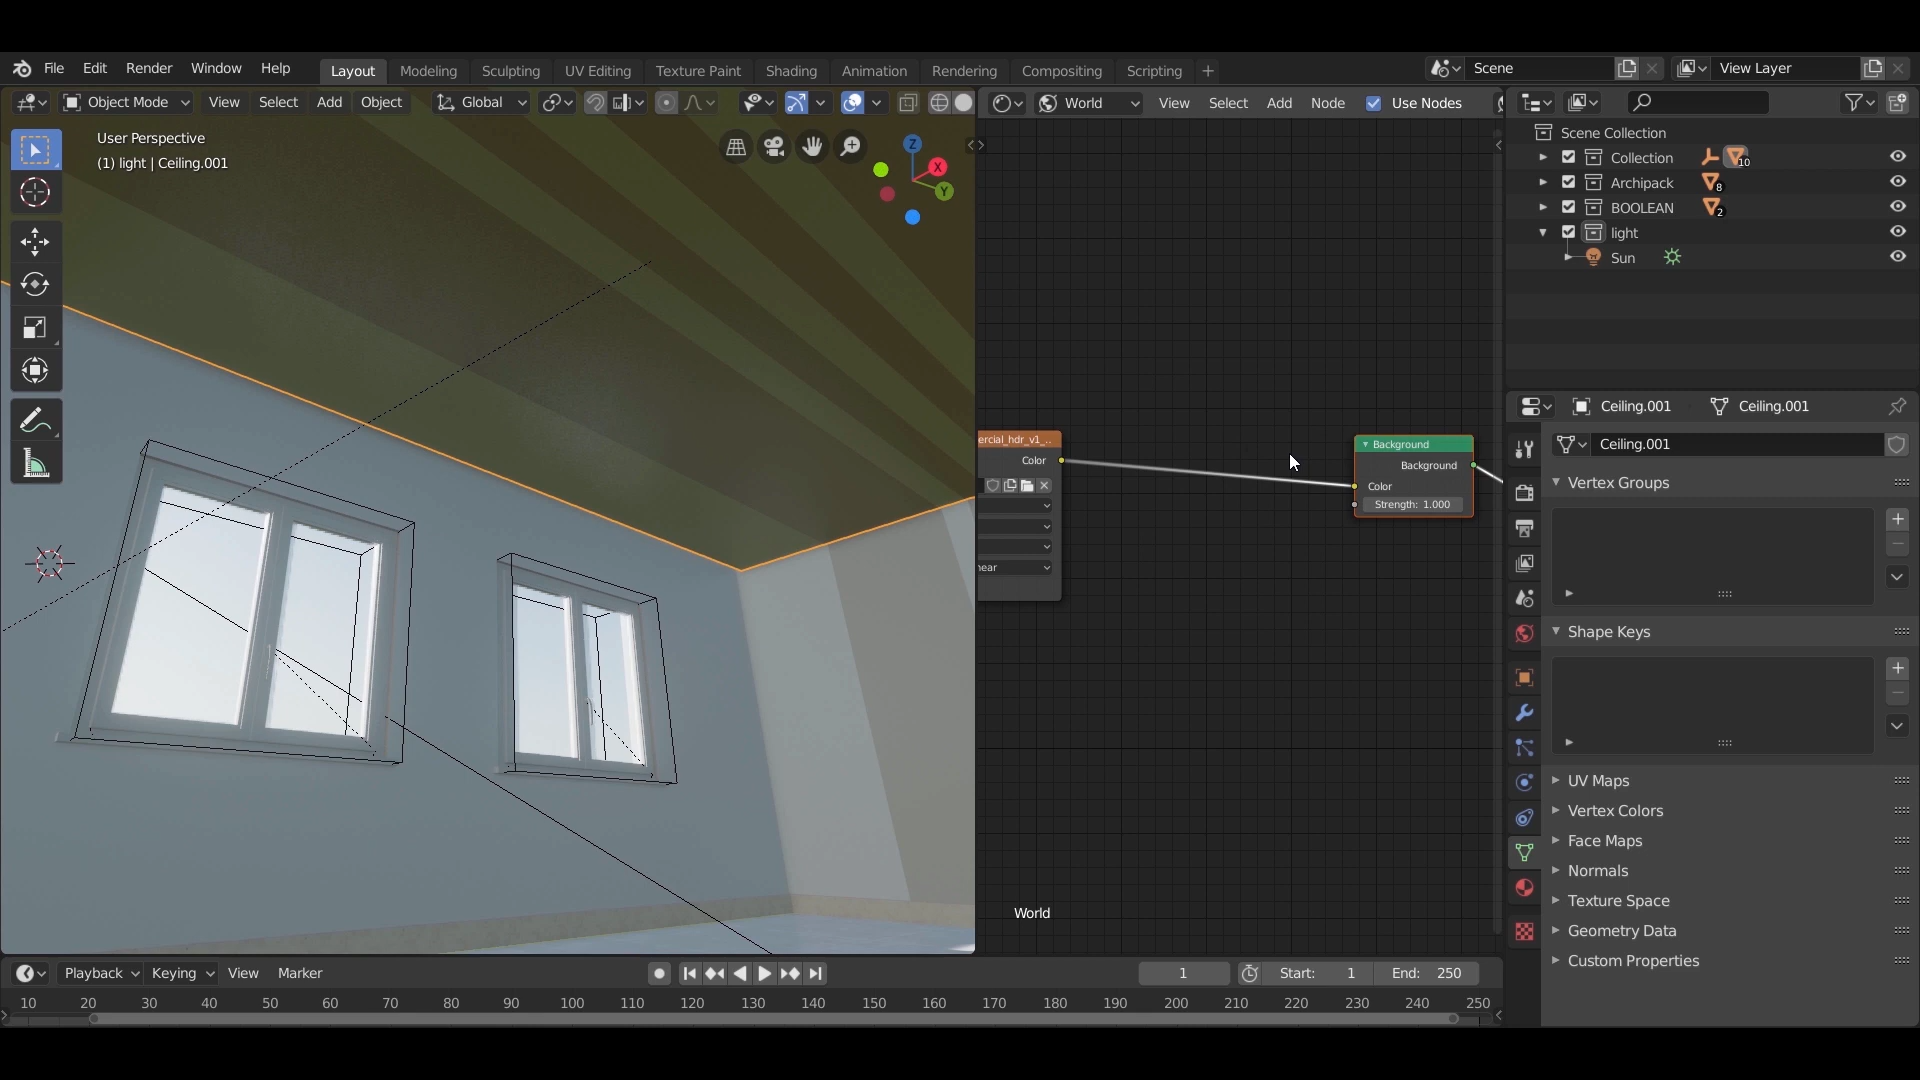 File Edit Render Window Help Layout Modeling Sculpting UV Editing Texture Paint Shading Animation Rendering Compositing Scripting + Scene View Layer
Object Mode View Select Add Object Global World View Select Add Node Use Nodes
User Perspective
(1) light | Ceiling.001
Z
X
Y
Scene Collection
Collection 10
Archipack 8
BOOLEAN 2
light
Sun
ercial_hdr_v1_..
Color
near
Background
Background
Color
Strength: 1.000
World
Ceiling.001 Ceiling.001
Ceiling.001
Vertex Groups
Shape Keys
UV Maps
Vertex Colors
Face Maps
Normals
Texture Space
Geometry Data
Custom Properties
Playback Keying View Marker 1 Start: 1 End: 250
10 20 30 40 50 60 70 80 90 100 110 120 130 140 150 160 170 180 190 200 210 220 230 240 250